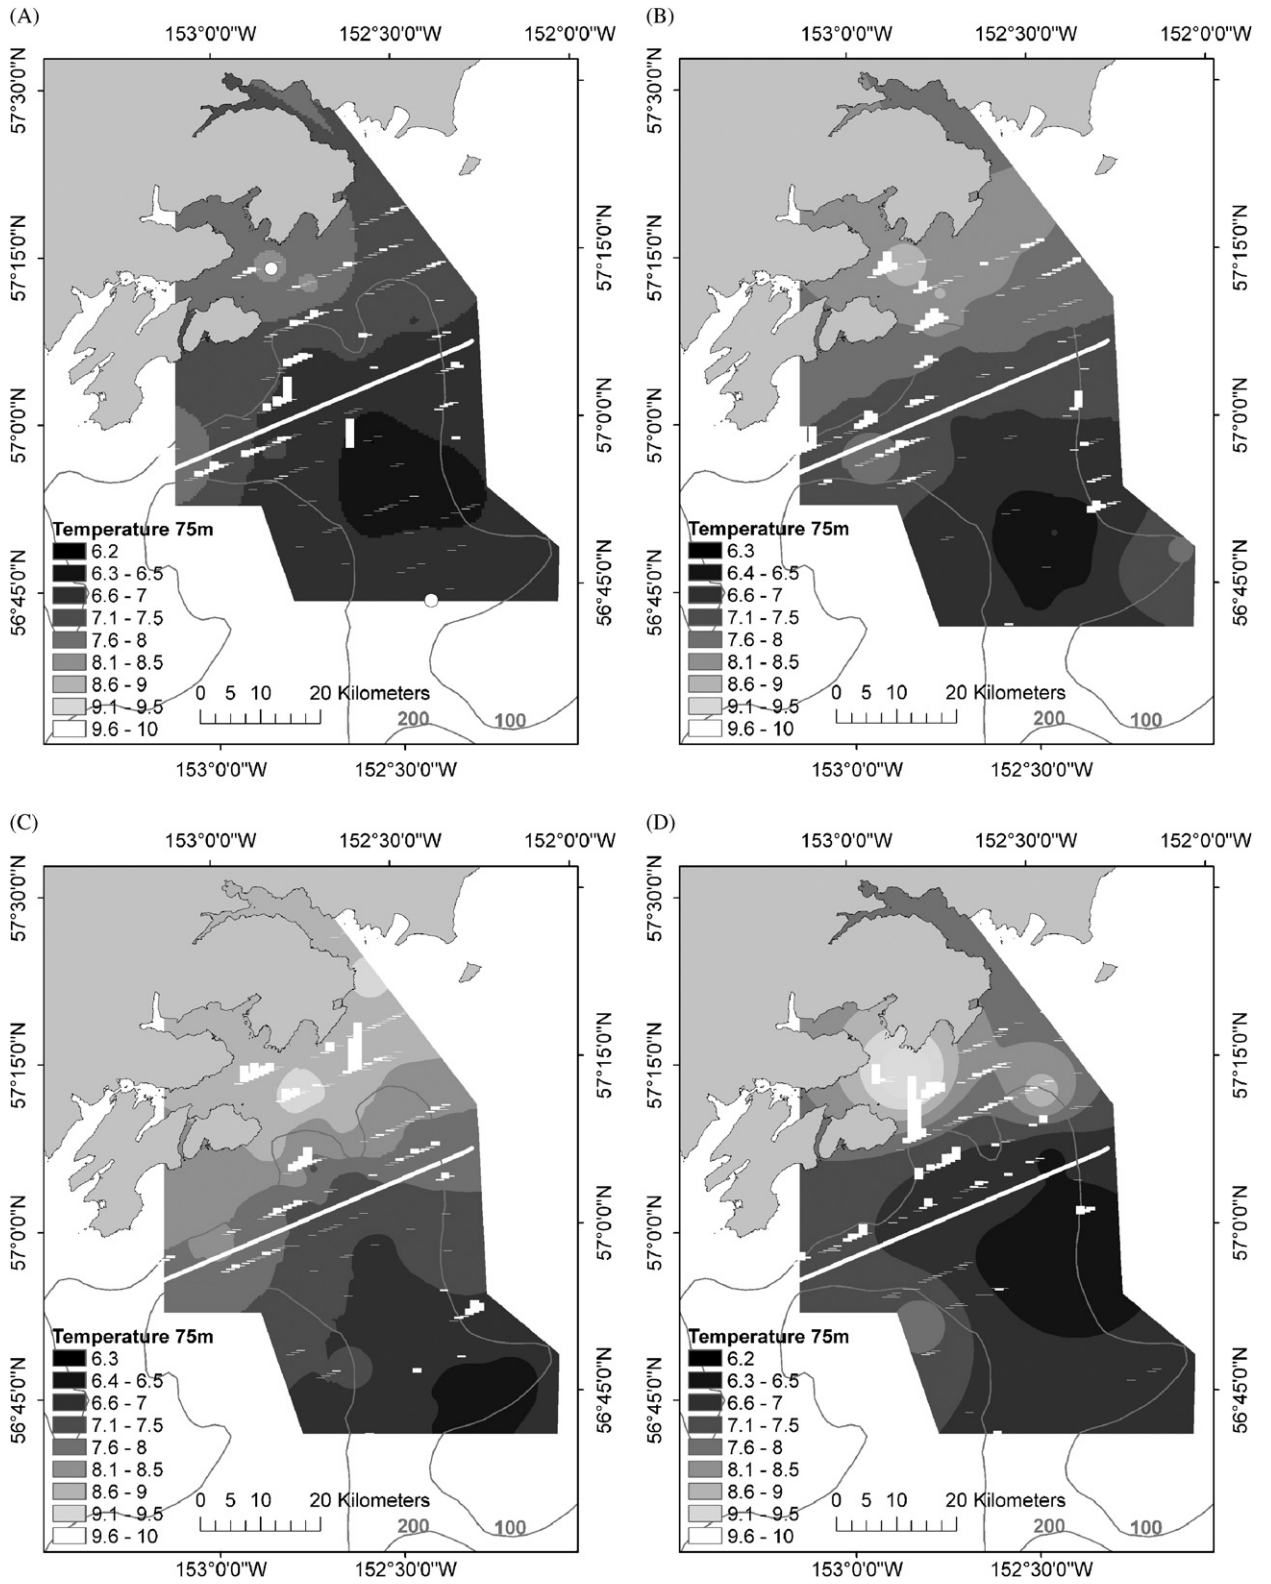 (A)
153°0'0"W 152°30'0"W 152°0'0"W
57°30'0"N
57°15'0"N
57°15'0"N
57°0'0"N
57°0'0"N
56°45'0"N
56°45'0"N
Temperature 75m
6.2
6.3 - 6.5
6.6 - 7
7.1 - 7.5
7.6 - 8
8.1 - 8.5
8.6 - 9
9.1 - 9.5
9.6 - 10
0 5 10 20 Kilometers
200 100
153°0'0"W 152°30'0"W
(B)
153°0'0"W 152°30'0"W 152°0'0"W
57°30'0"N
57°15'0"N
57°15'0"N
57°0'0"N
57°0'0"N
56°45'0"N
56°45'0"N
Temperature 75m
6.3
6.4 - 6.5
6.6 - 7
7.1 - 7.5
7.6 - 8
8.1 - 8.5
8.6 - 9
9.1 - 9.5
9.6 - 10
0 5 10 20 Kilometers
200 100
153°0'0"W 152°30'0"W
(C)
153°0'0"W 152°30'0"W 152°0'0"W
57°30'0"N
57°15'0"N
57°15'0"N
57°0'0"N
57°0'0"N
56°45'0"N
56°45'0"N
Temperature 75m
6.3
6.4 - 6.5
6.6 - 7
7.1 - 7.5
7.6 - 8
8.1 - 8.5
8.6 - 9
9.1 - 9.5
9.6 - 10
0 5 10 20 Kilometers
200 100
153°0'0"W 152°30'0"W
(D)
153°0'0"W 152°30'0"W 152°0'0"W
57°30'0"N
57°15'0"N
57°15'0"N
57°0'0"N
57°0'0"N
56°45'0"N
56°45'0"N
Temperature 75m
6.2
6.3 - 6.5
6.6 - 7
7.1 - 7.5
7.6 - 8
8.1 - 8.5
8.6 - 9
9.1 - 9.5
9.6 - 10
0 5 10 20 Kilometers
200 100
153°0'0"W 152°30'0"W